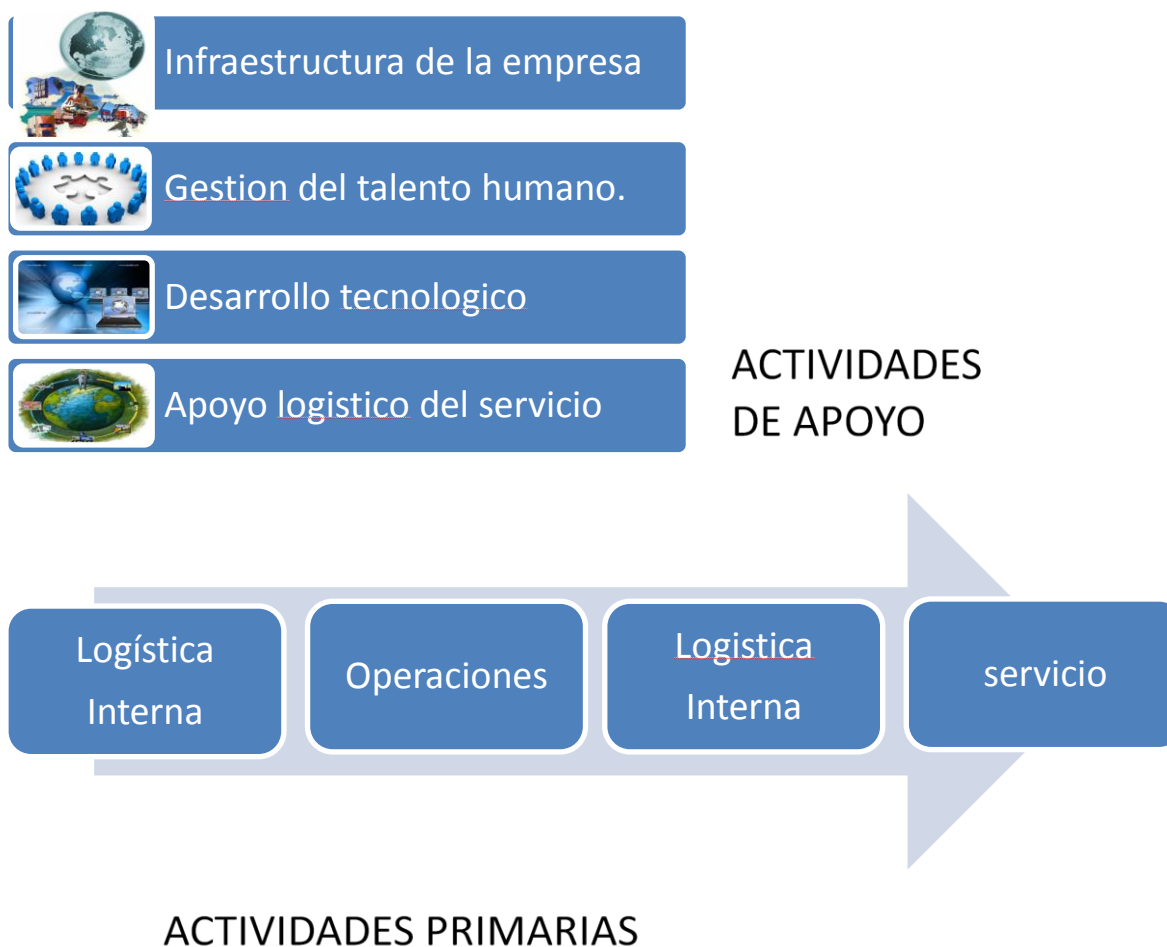 Infraestructura de la empresa
Gestion del talento humano.
Desarrollo tecnologico
Apoyo logistico del servicio
ACTIVIDADES
DE APOYO
Logística
Interna
Operaciones
Logistica
Interna
servicio
ACTIVIDADES PRIMARIAS